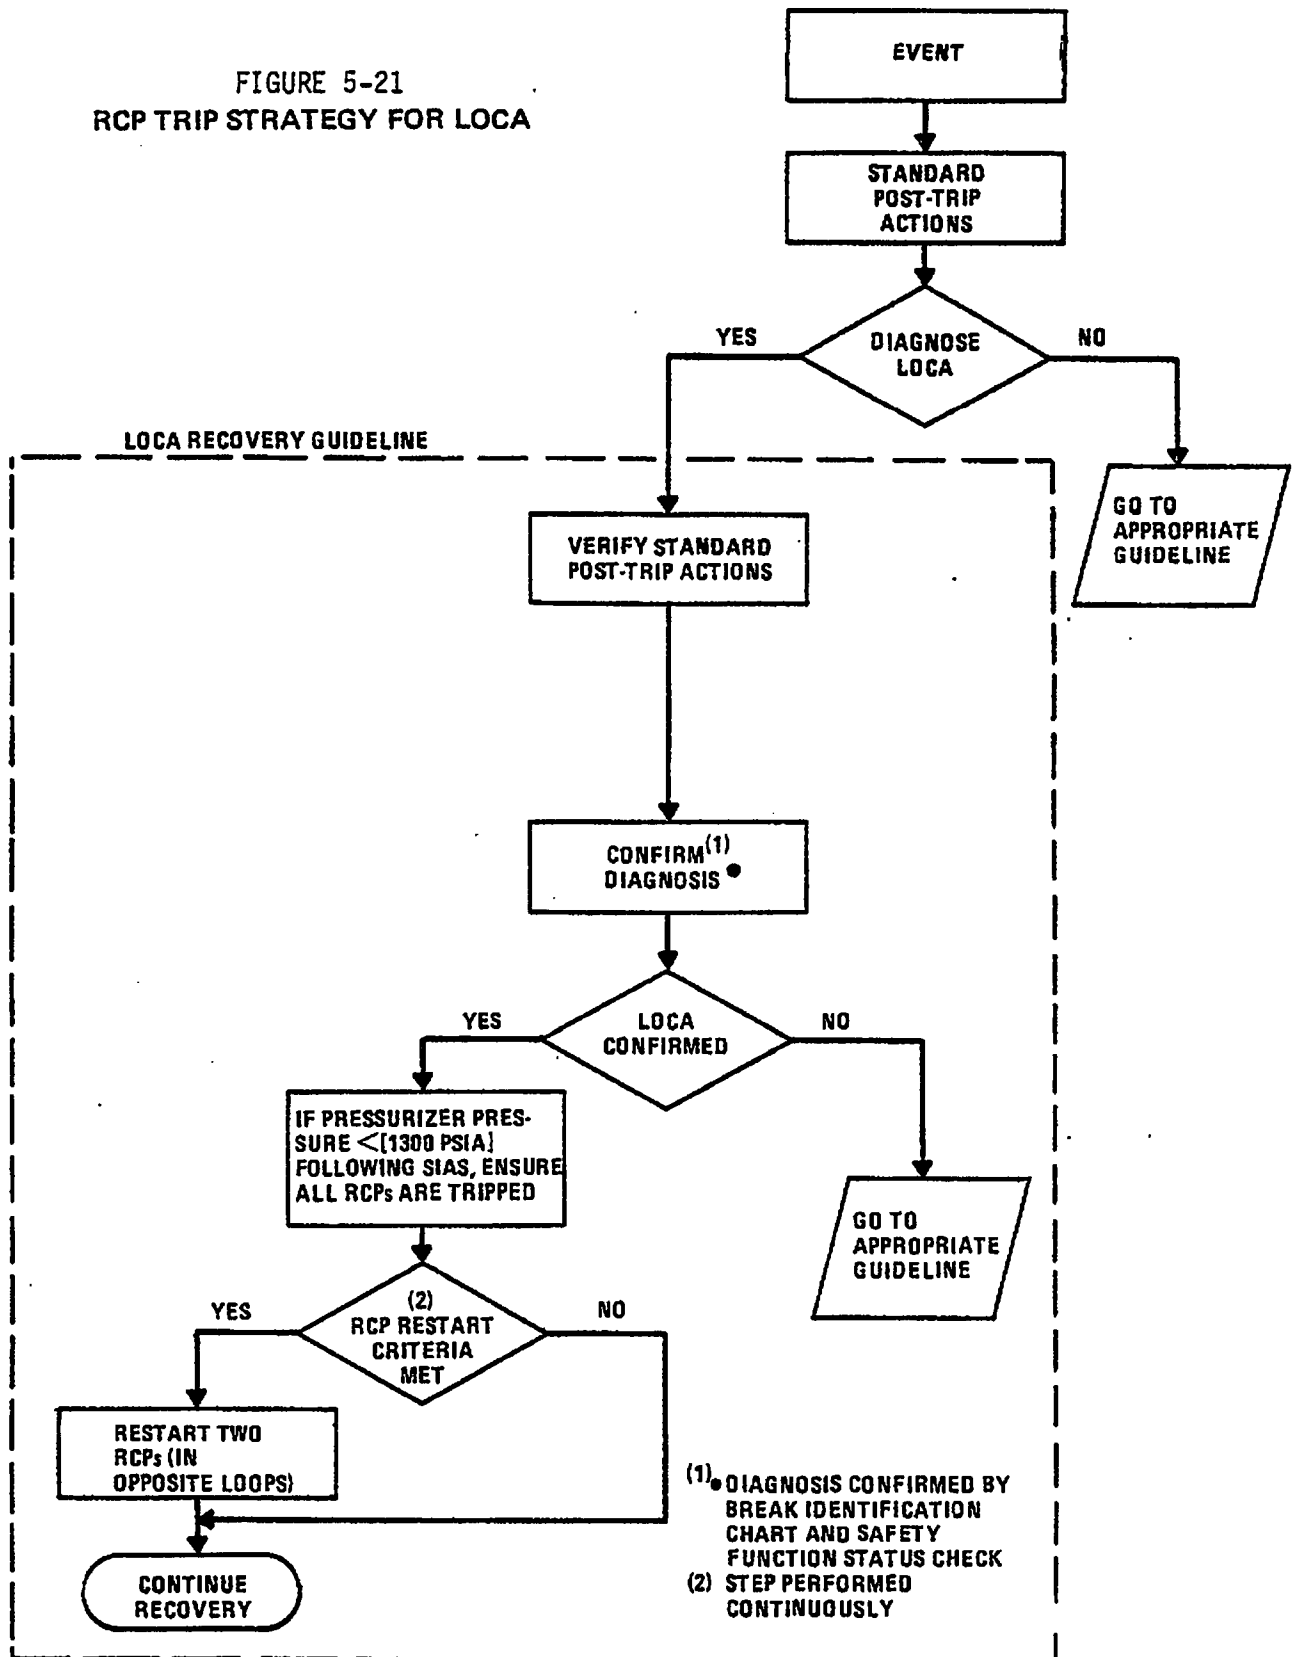 FIGURE 5-21
RCP TRIP STRATEGY FOR LOCA
EVENT
STANDARD
POST-TRIP
ACTIONS
DIAGNOSE
LOCA
YES
NO
GO TO
APPROPRIATE
GUIDELINE
LOCA RECOVERY GUIDELINE
VERIFY STANDARD
POST-TRIP ACTIONS
CONFIRM(1)
DIAGNOSIS
LOCA
CONFIRMED
YES
NO
IF PRESSURIZER PRES-
SURE <[1300 PSIA]
FOLLOWING SIAS, ENSURE
ALL RCPs ARE TRIPPED
GO TO
APPROPRIATE
GUIDELINE
(2)
RCP RESTART
CRITERIA
MET
YES
NO
RESTART TWO
RCPs (IN
OPPOSITE LOOPS)
CONTINUE
RECOVERY
(1) DIAGNOSIS CONFIRMED BY
BREAK IDENTIFICATION
CHART AND SAFETY
FUNCTION STATUS CHECK
(2) STEP PERFORMED
CONTINUOUSLY